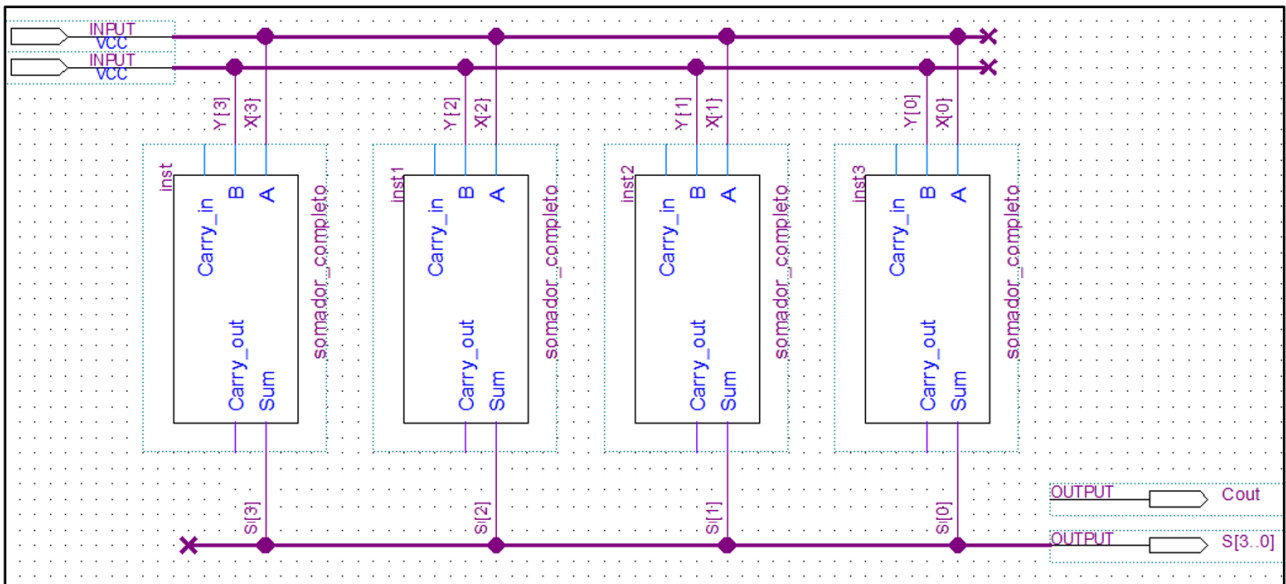 INPUT
VCC
INPUT
VCC
Y[3]
X[3]
Y[2]
X[2]
Y[1]
X[1]
Y[0]
X[0]
inst
Carry_in
B
A
Carry_out
Sum
somador_completo
inst1
Carry_in
B
A
Carry_out
Sum
somador_completo
inst2
Carry_in
B
A
Carry_out
Sum
somador_completo
inst3
Carry_in
B
A
Carry_out
Sum
somador_completo
S[3]
S[2]
S[1]
S[0]
OUTPUT
Cout
OUTPUT
S[3..0]